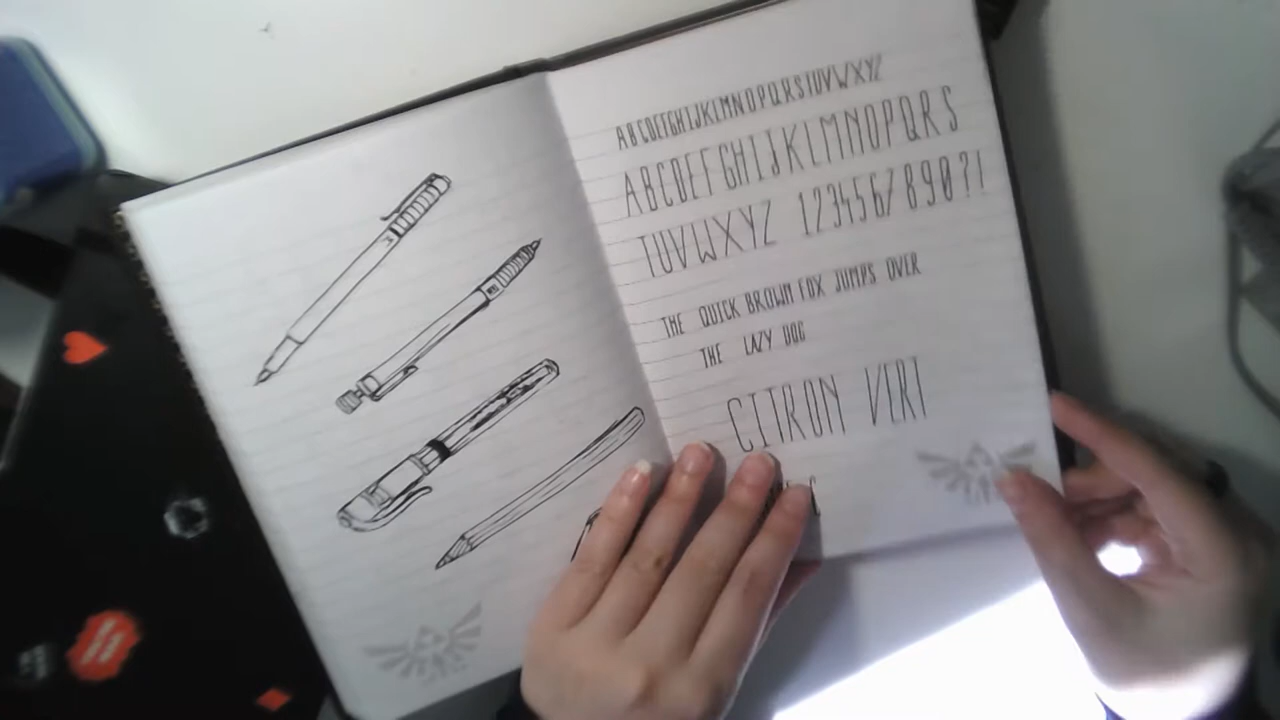 ABCDEFGHIJKLMNOPQRSTUVWXYZ
ABCDEFGHIJKLMNOPQRS
TUVWXYZ 1234567890?!
THE QUICK BROWN FOX JUMPS OVER
THE LAZY DOG
CITRON VERT